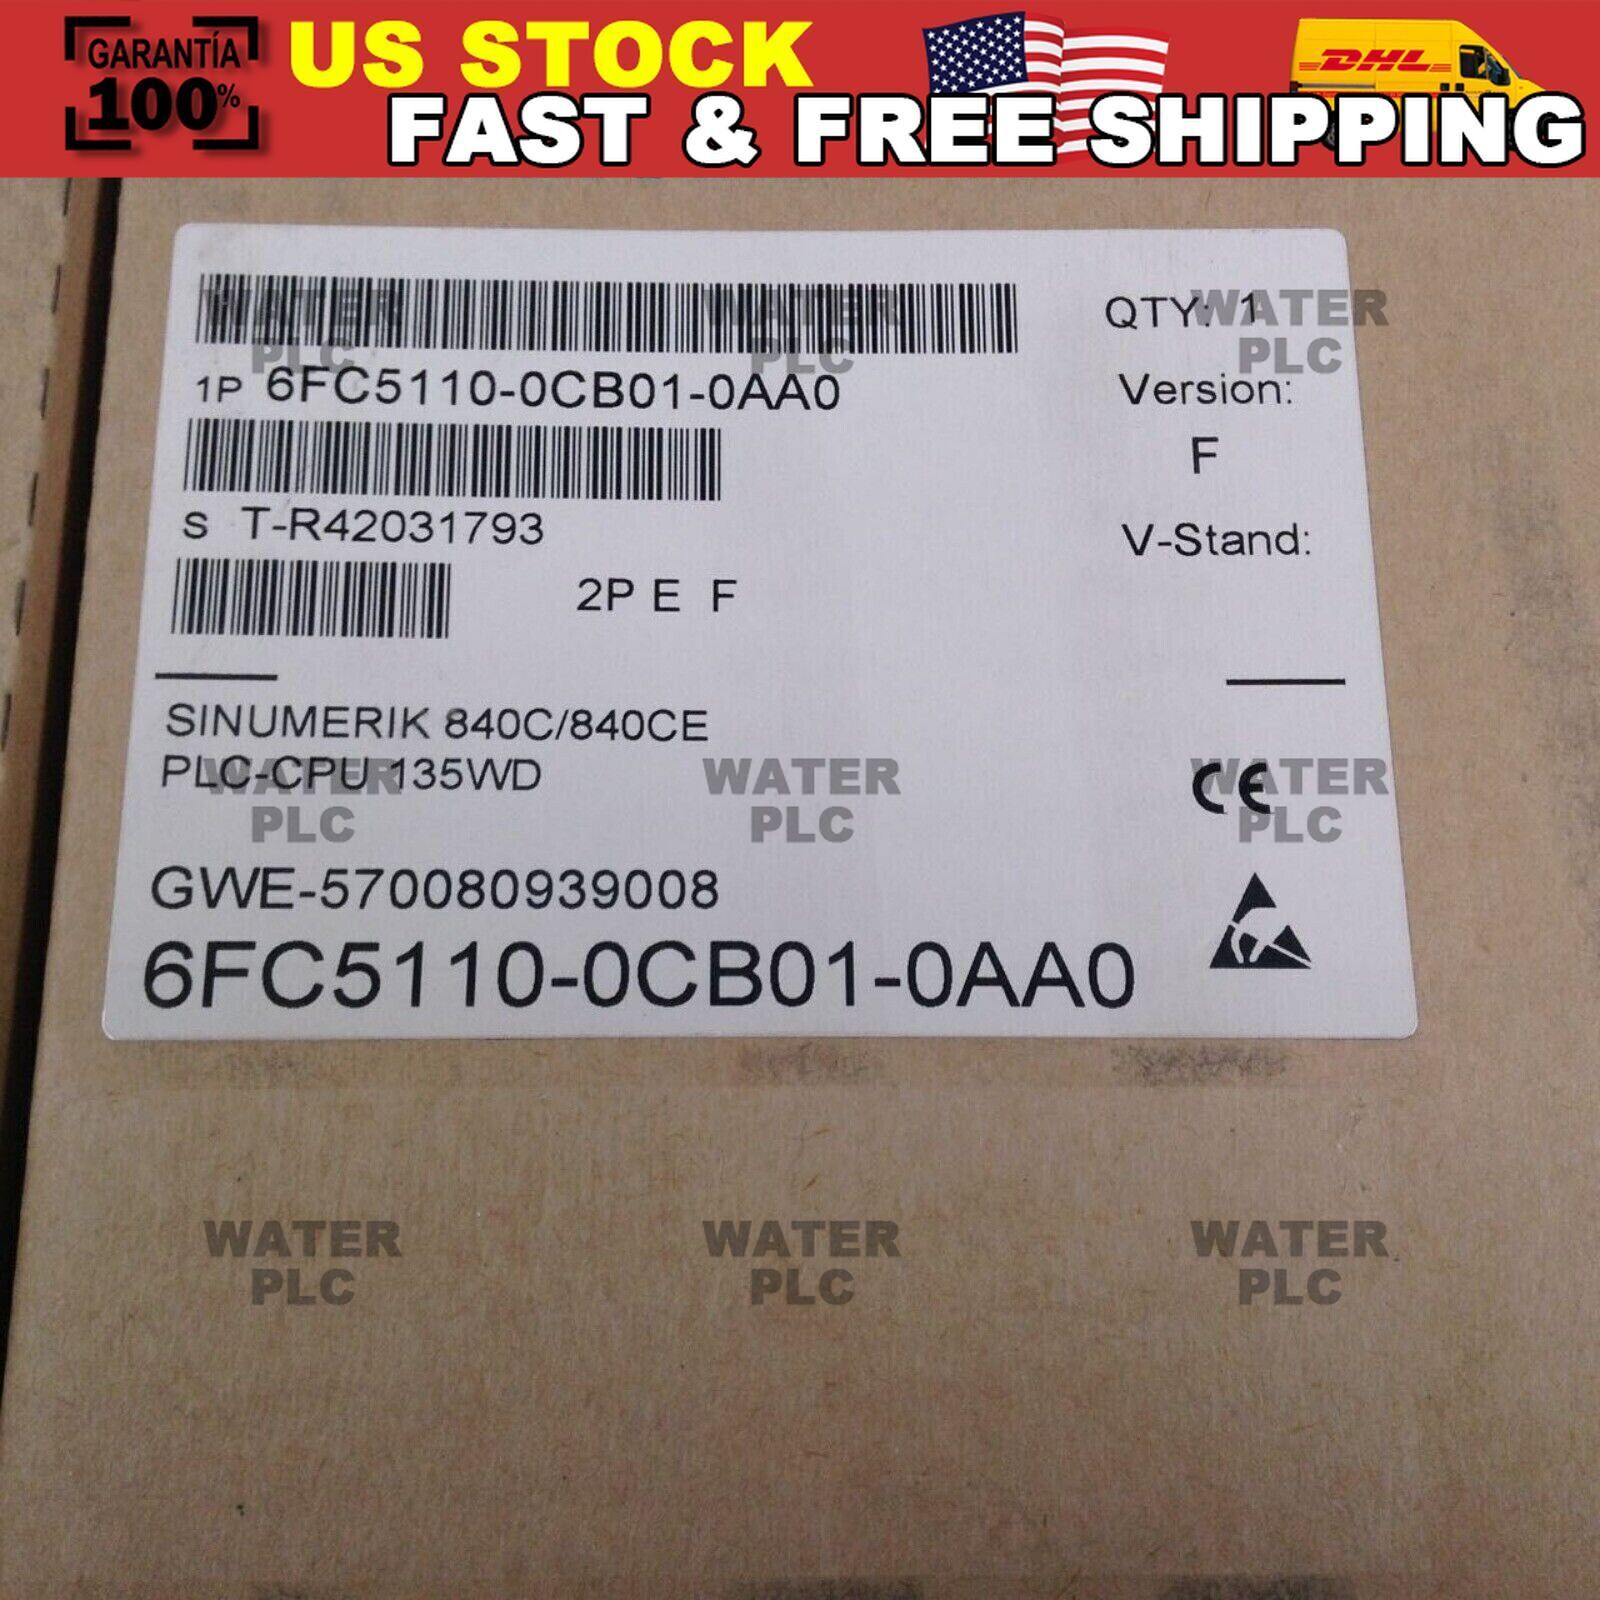 GARANTÍA
100%
US STOCK
FAST & FREE SHIPPING
DHL
QTY: 1
1P 6FC5110-0CB01-0AA0
Version:
F
S T-R42031793
V-Stand:
2P E F
SINUMERIK 840C/840CE
PLC-CPU 135WD
CE
GWE-570080939008
6FC5110-0CB01-0AA0
WATER
PLC
WATER
PLC
WATER
PLC
WATER
PLC
WATER
PLC
WATER
PLC
WATER
PLC
WATER
PLC
WATER
PLC